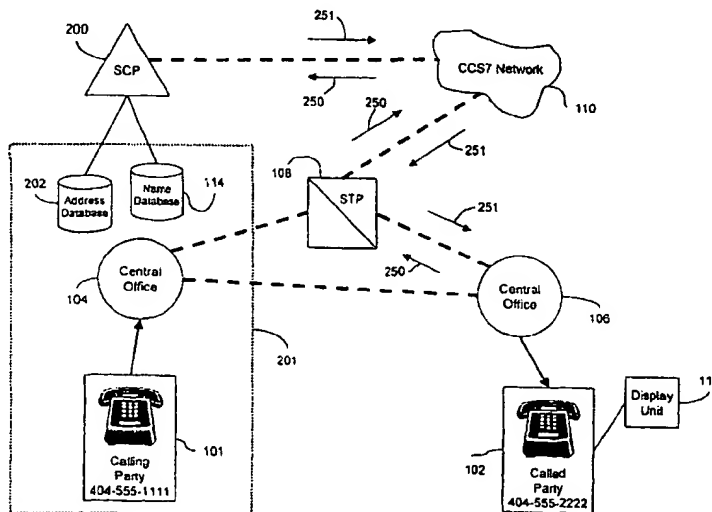 251
200
SCP
CCS7 Network
250
110
250
251
108
STP
202
Address
Database
Name
Database
114
251
250
104
Central
Office
Central
Office
106
201
Calling
Party
404-555-1111
101
102
Called
Party
404-555-2222
Display
Unit
11